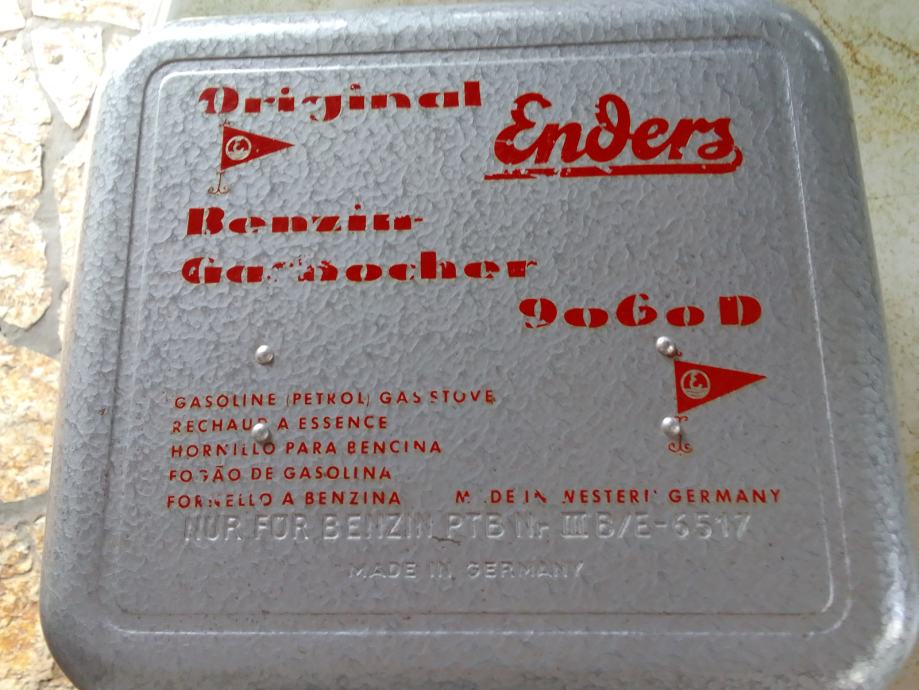 Original
Enders
Benzin-
Gaskocher
9060 D
GASOLINE (PETROL) GAS STOVE
RECHAUD A ESSENCE
HORNILLO PARA BENCINA
FOGÃO DE GASOLINA
FORNELLO A BENZINA MADE IN WESTERN GERMANY
NUR FÜR BENZIN PTB Nr III B/E-6517
MADE IN GERMANY